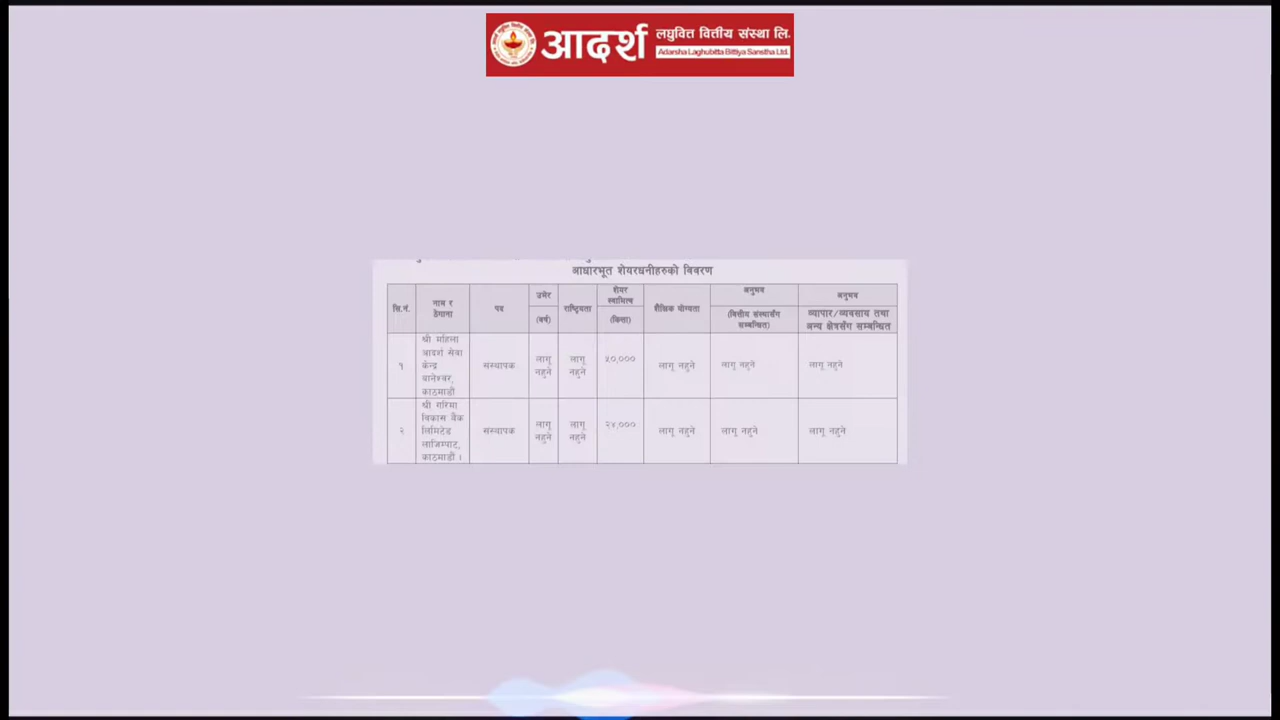 आदर्श लघुवित्त वित्तीय संस्था लि.
Adarsha Laghubitta Bittiya Sanstha Ltd.
आधारभूत शेयरधनीहरुको विवरण
सि.नं. नाम र ठेगाना पद उमेर (बर्ष) राष्ट्रियता शेयर स्वामित्व (कित्ता) शैक्षिक योग्यता अनुभव (वित्तीय संस्थासँग सम्बन्धित) अनुभव व्यापार/व्यवसाय तथा अन्य क्षेत्रसँग सम्बन्धित
१ श्री महिला आदर्श सेवा केन्द्र बानेश्वर, काठमाडौं संस्थापक लागू नहुने लागू नहुने ५०,००० लागू नहुने लागू नहुने लागू नहुने
२ श्री गरिमा विकास बैंक लिमिटेड लाजिम्पाट, काठमाडौं । संस्थापक लागू नहुने लागू नहुने २४,००० लागू नहुने लागू नहुने लागू नहुने